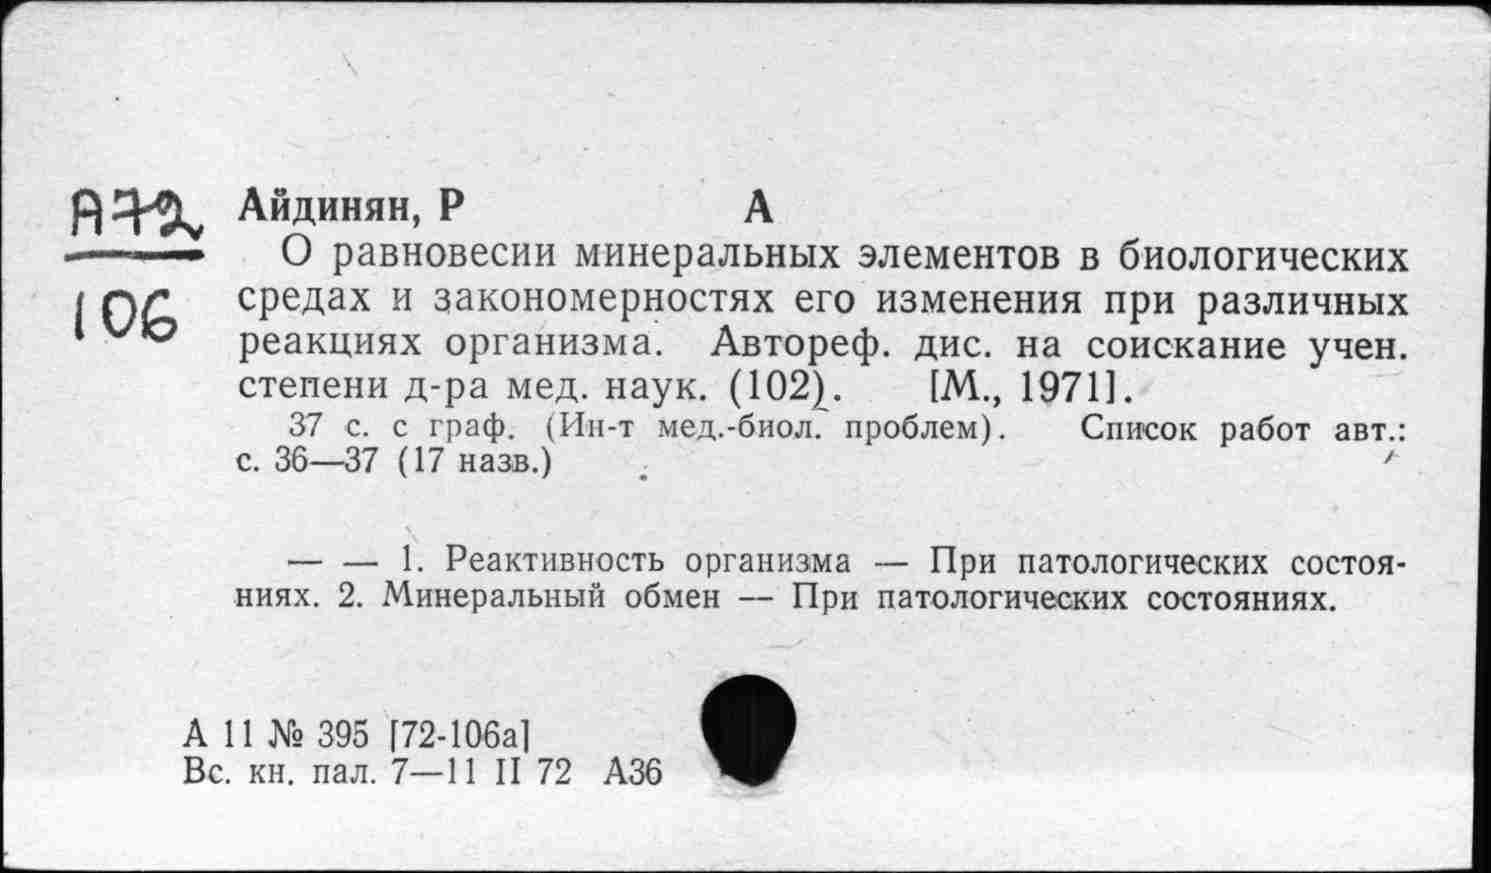 А72
106
Айдинян, Р А
О равновесии минеральных элементов в биологических
средах и закономерностях его изменения при различных
реакциях организма. Автореф. дис. на соискание учен.
степени д-ра мед. наук. (102). [М., 1971].
37 с. с граф. (Ин-т мед.-биол. проблем). Список работ авт.:
с. 36—37 (17 назв.)
— — 1. Реактивность организма — При патологических состоя-
ниях. 2. Минеральный обмен — При патологических состояниях.
А 11 № 395 [72-106а]
Вс. кн. пал. 7—11 II 72 А36